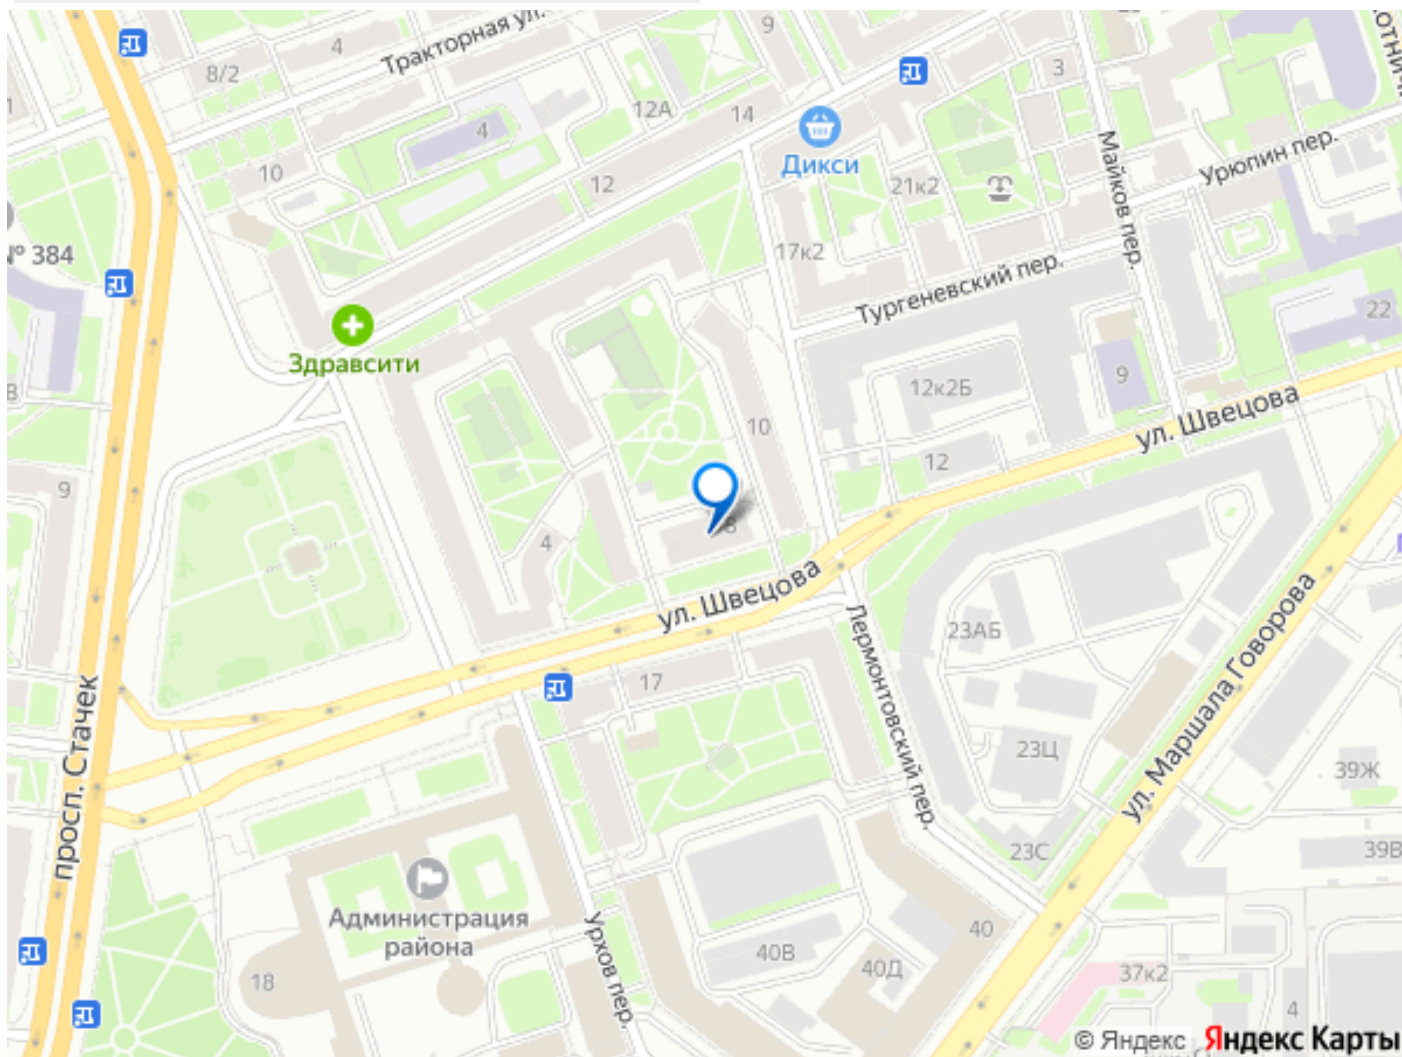 9
4
Тракторная ул.
8/2
3
12А
14
4
Дикси
Майков пер.
Урюпин пер.
10
12
21к2
№ 384
17к2
Тургеневский пер.
22
Здравсити
12к2Б
9
ул. Швецова
10
12
9
8
4
ул. Швецова
Лермонтовский пер.
23АБ
ул. Маршала Говорова
17
просп. Стачек
23Ц
39Ж
23С
39В
Администрация
района
Урхов пер.
40
40В
40Д
18
37к2
4
© Яндекс Яндекс Карты